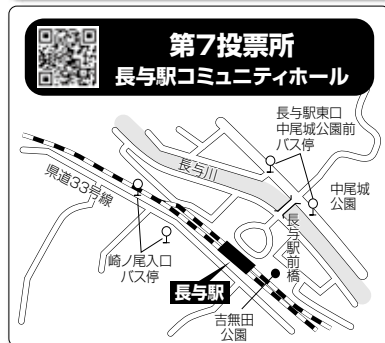 第7投票所
長与駅コミュニティホール
長与駅東口
中尾城公園前
バス停
長与川
県道33号線
中尾城
公園
長与駅前橋
崎ノ尾入口
バス停
長与駅
吉無田
公園